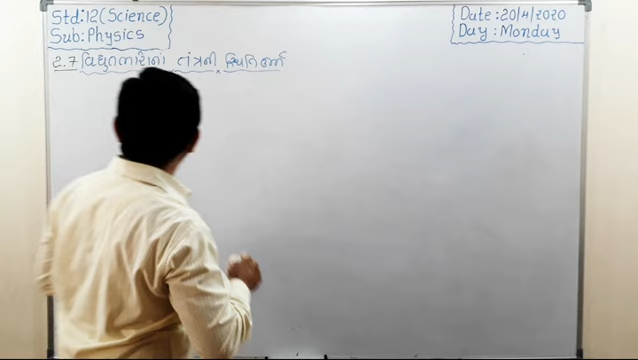 Std:12(Science)
Sub:Physics
Date:20/4/2020
Day: Monday
2.7 વિદ્યુતભારોના તંત્રની સ્થિતિઊર્જા